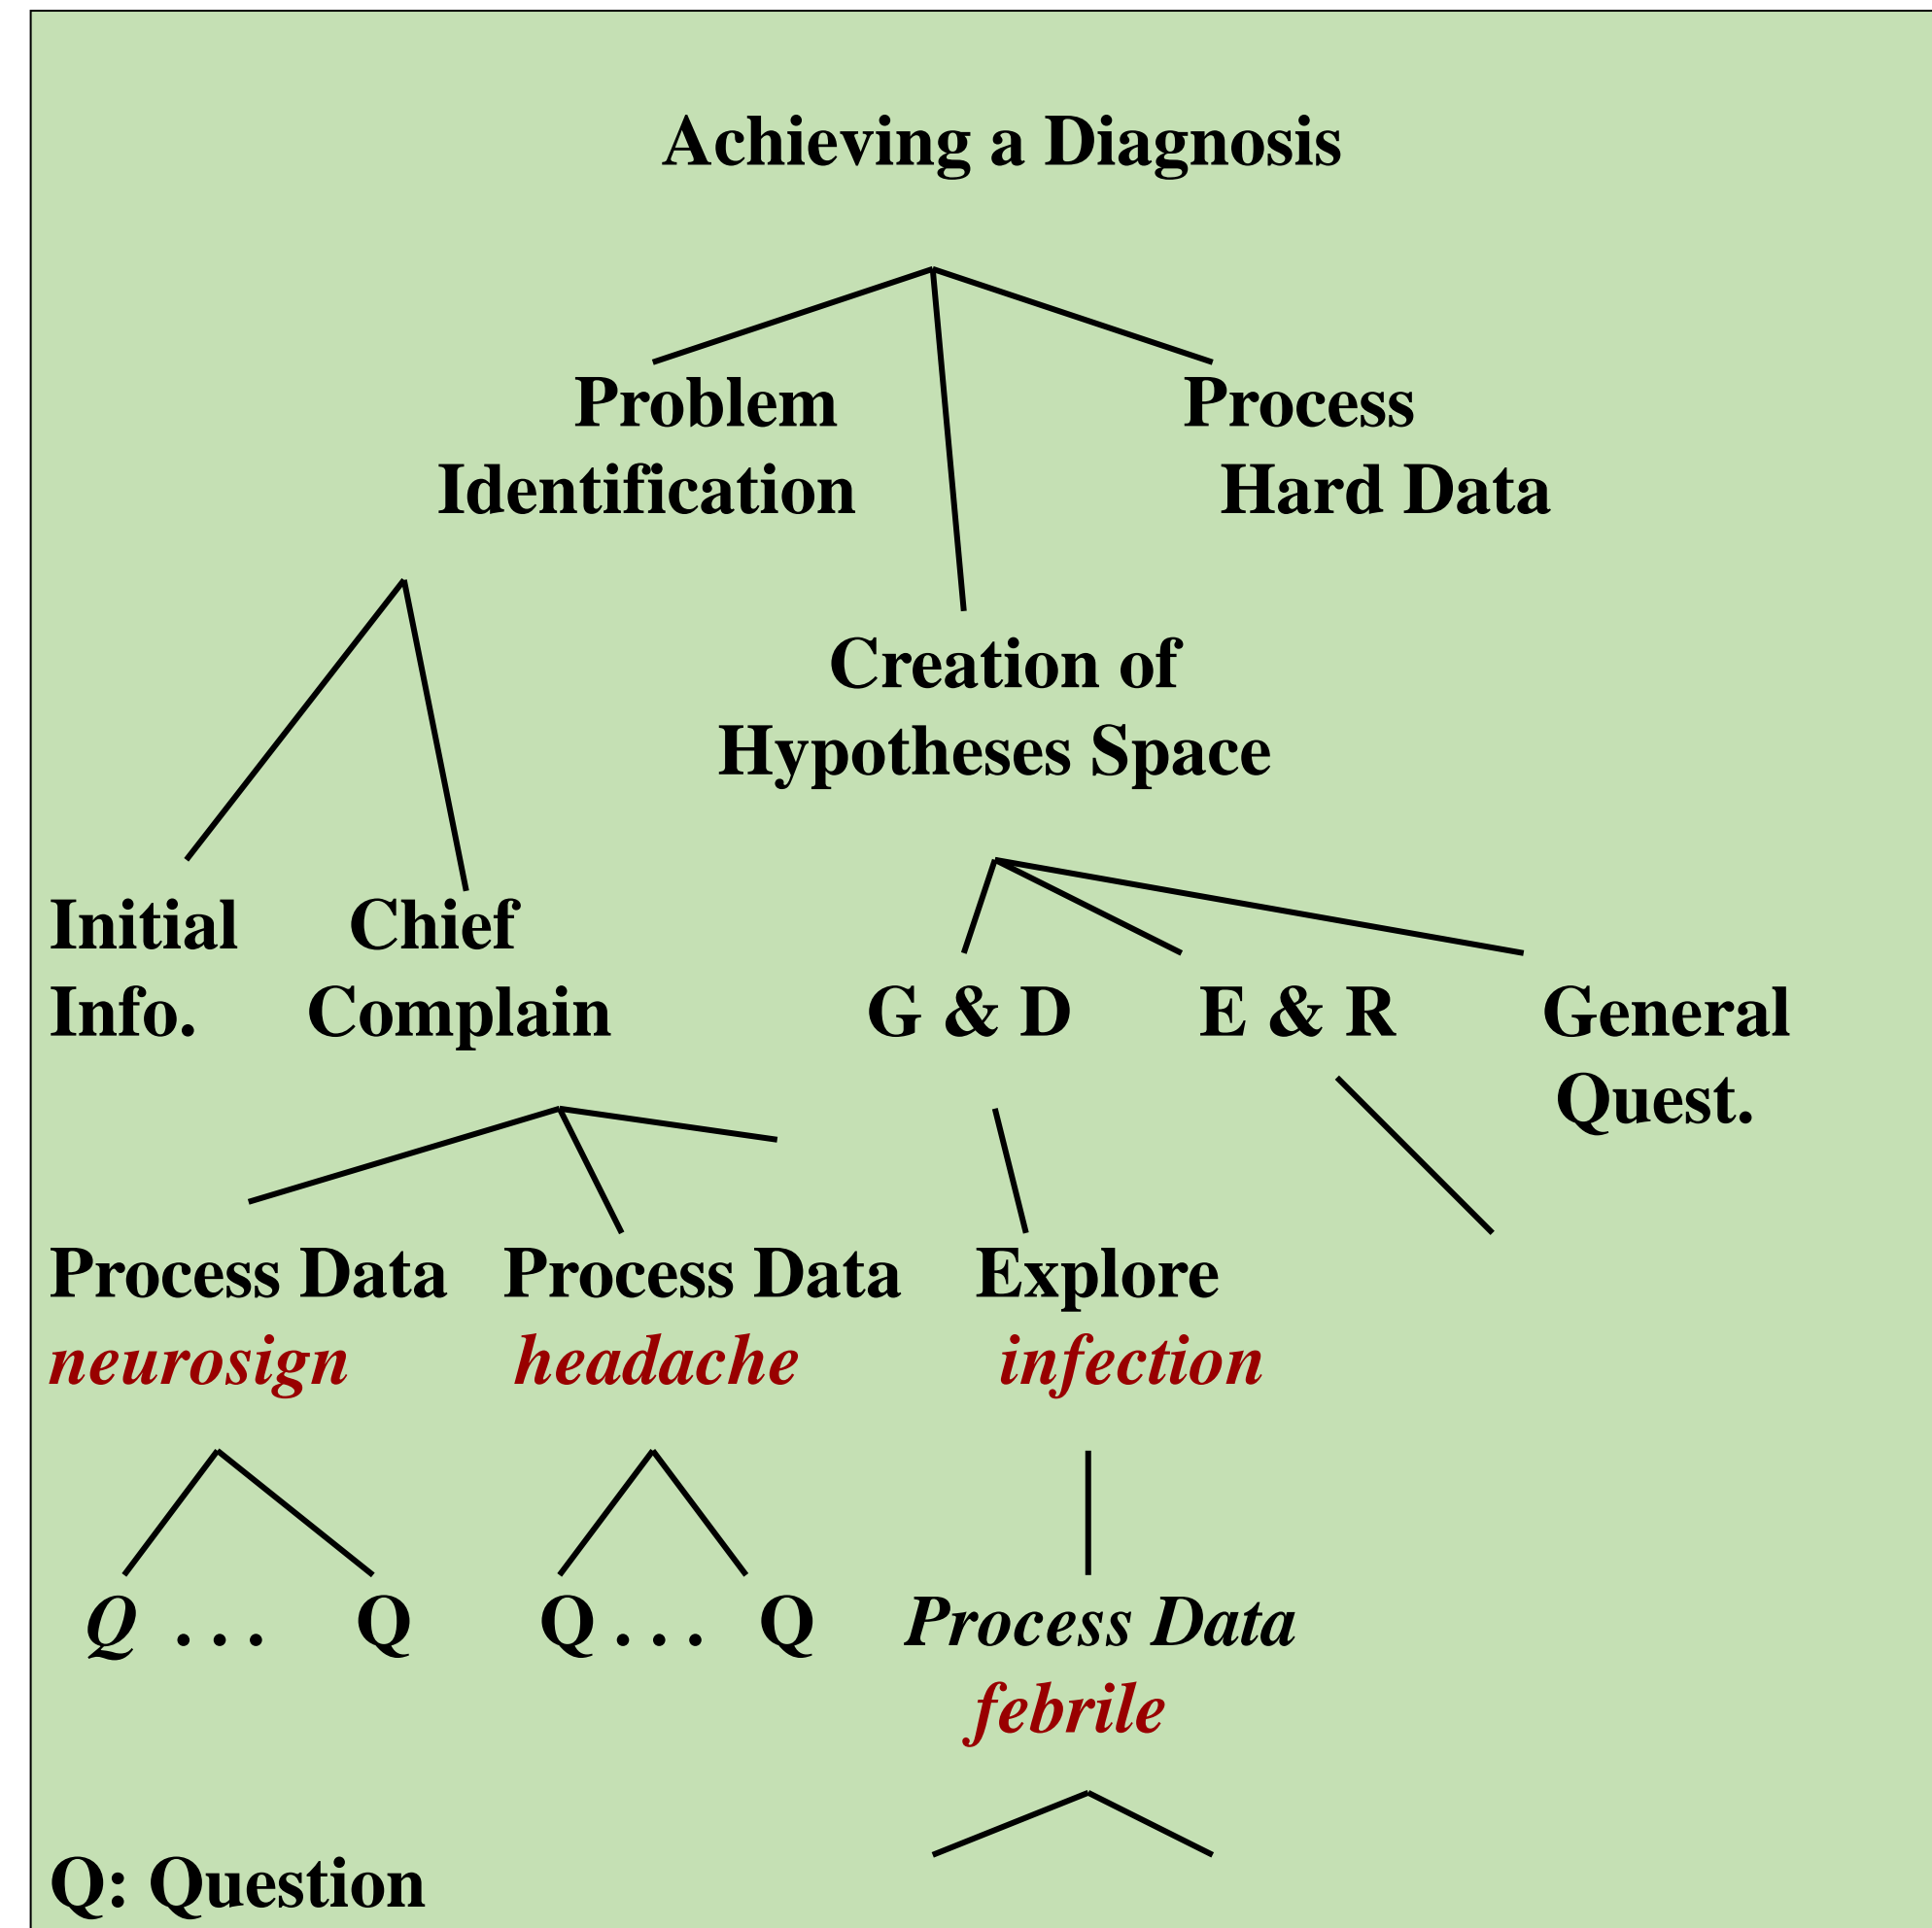 Achieving a Diagnosis
Problem Process
Identification Hard Data
Creation of
Hypotheses Space
Initial Chief
Info. Complain G & D E & R General
Quest.
Process Data Process Data Explore
neurosign headache infection
Q . . . Q Q . . . Q Process Data
febrile
Q: Question